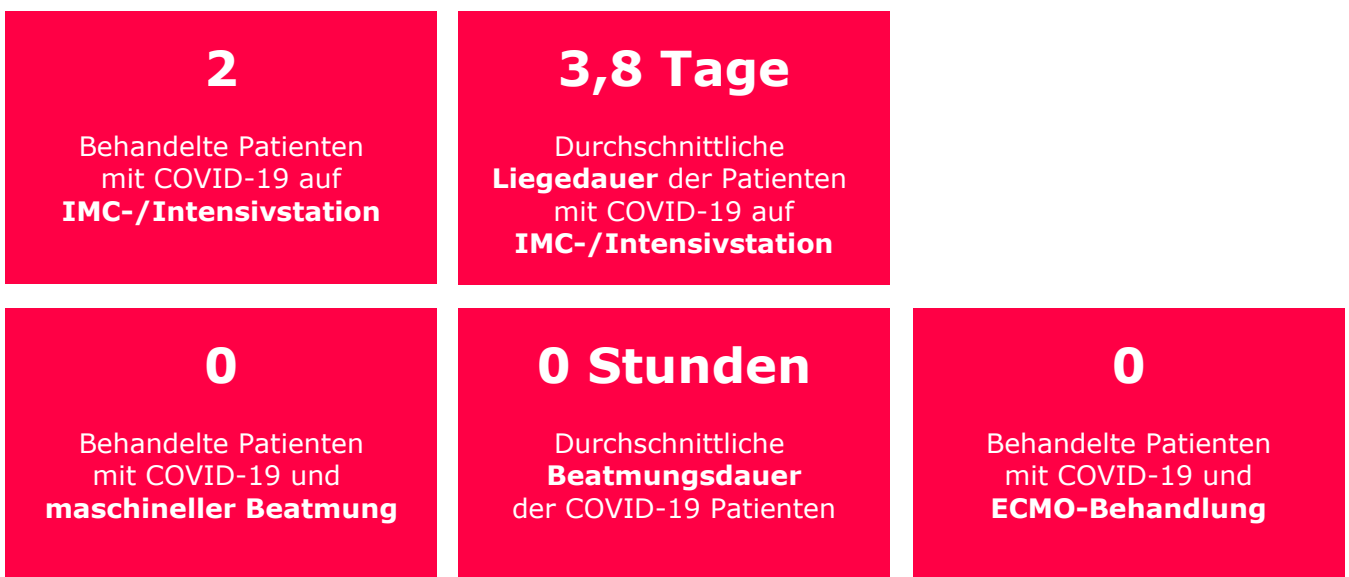 2
Behandelte Patienten
mit COVID-19 auf
IMC-/Intensivstation
3,8 Tage
Durchschnittliche
Liegedauer der Patienten
mit COVID-19 auf
IMC-/Intensivstation
0
Behandelte Patienten
mit COVID-19 und
maschineller Beatmung
0 Stunden
Durchschnittliche
Beatmungsdauer
der COVID-19 Patienten
0
Behandelte Patienten
mit COVID-19 und
ECMO-Behandlung